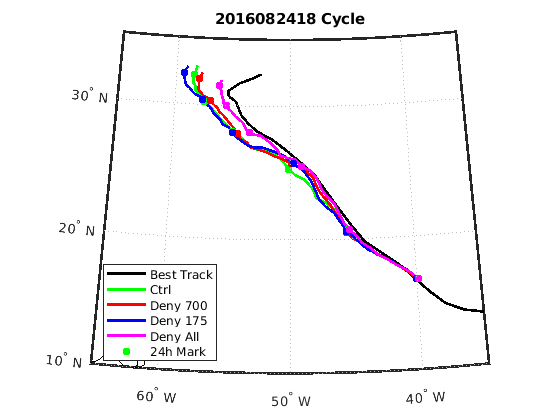 2016082418 Cycle
30° N
20° N
10° N
Best Track
Ctrl
Deny 700
Deny 175
Deny All
24h Mark
60° W
50° W
40° W